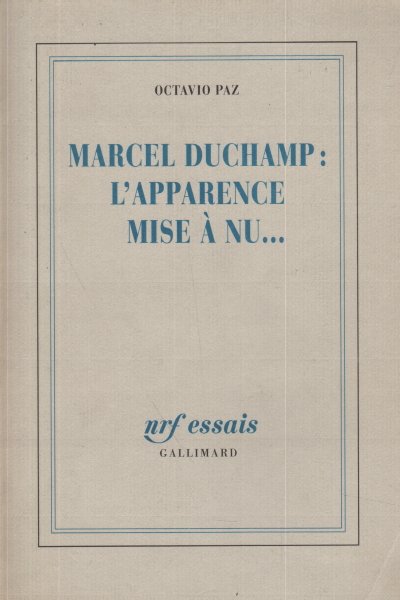 OCTAVIO PAZ
MARCEL DUCHAMP :
L'APPARENCE
MISE À NU...
nrf essais
GALLIMARD